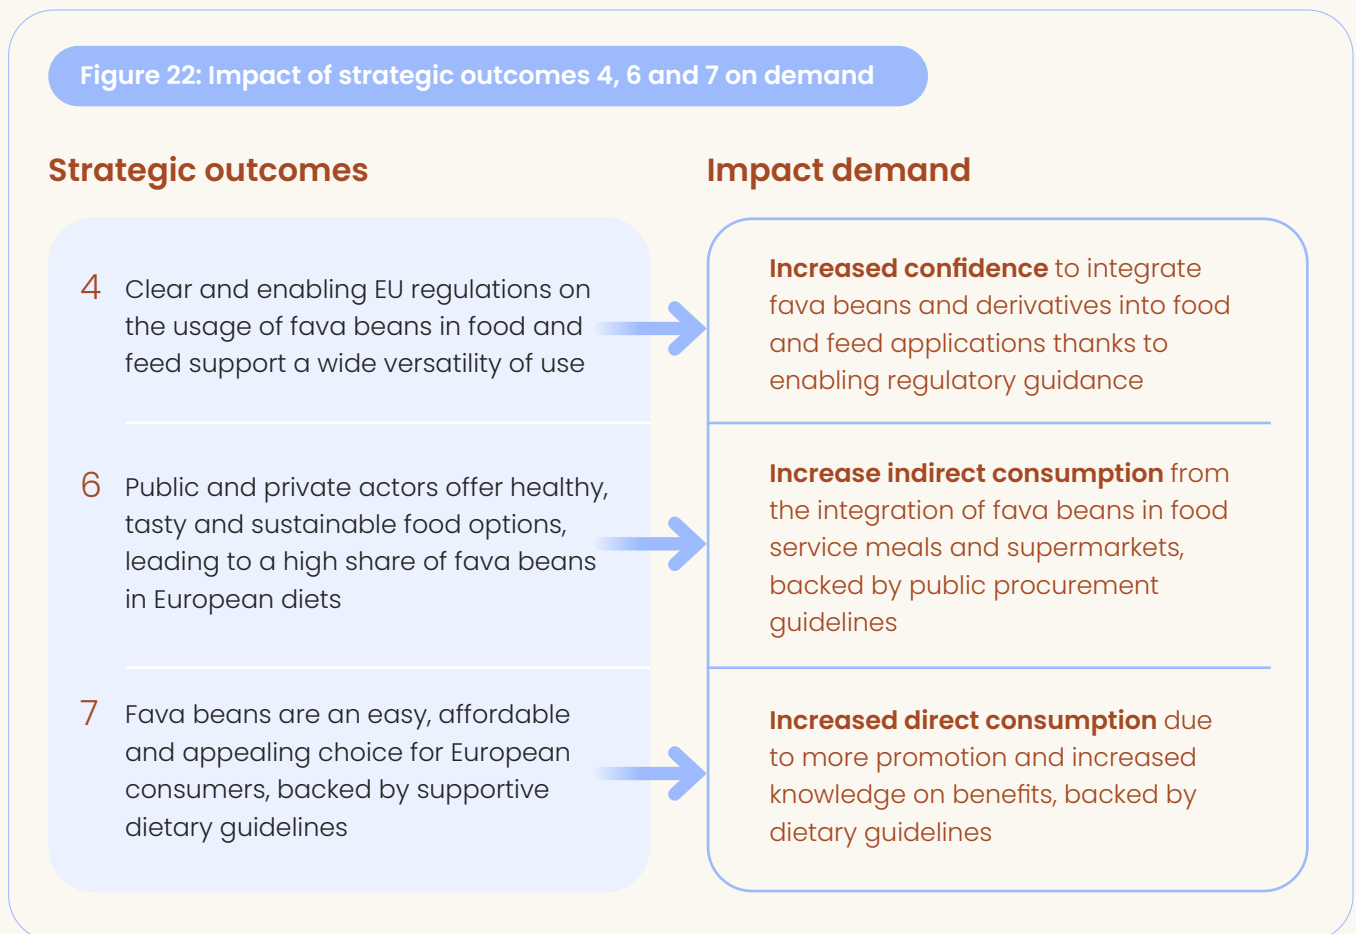 Figure 22: Impact of strategic outcomes 4, 6 and 7 on demand
Strategic outcomes
Impact demand
4
Clear and enabling EU regulations on
the usage of fava beans in food and
feed support a wide versatility of use
Increased confidence to integrate
fava beans and derivatives into food
and feed applications thanks to
enabling regulatory guidance
6
Public and private actors offer healthy,
tasty and sustainable food options,
leading to a high share of fava beans
in European diets
Increase indirect consumption from
the integration of fava beans in food
service meals and supermarkets,
backed by public procurement
guidelines
7
Fava beans are an easy, affordable
and appealing choice for European
consumers, backed by supportive
dietary guidelines
Increased direct consumption due
to more promotion and increased
knowledge on benefits, backed by
dietary guidelines